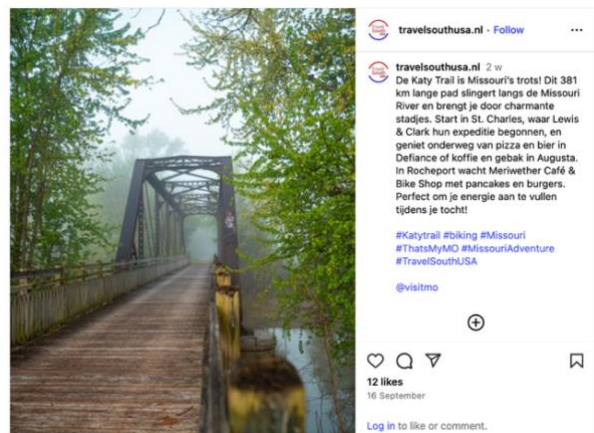 travelsouthusa.nl • Follow
travelsouthusa.nl 2 w
De Katy Trail is Missouri's trots! Dit 381
km lange pad slingert langs de Missouri
River en brengt je door charmante
stadjes. Start in St. Charles, waar Lewis
& Clark hun expeditie begonnen, en
geniet onderweg van pizza en bier in
Defiance of koffie en gebak in Augusta.
In Rocheport wacht Meriwether Café &
Bike Shop met pancakes en burgers.
Perfect om je energie aan te vullen
tijdens je tocht!
#Katytrail #biking #Missouri
#ThatsMyMO #MissouriAdventure
#TravelSouthUSA
@visitmo
12 likes
16 September
Log in to like or comment.